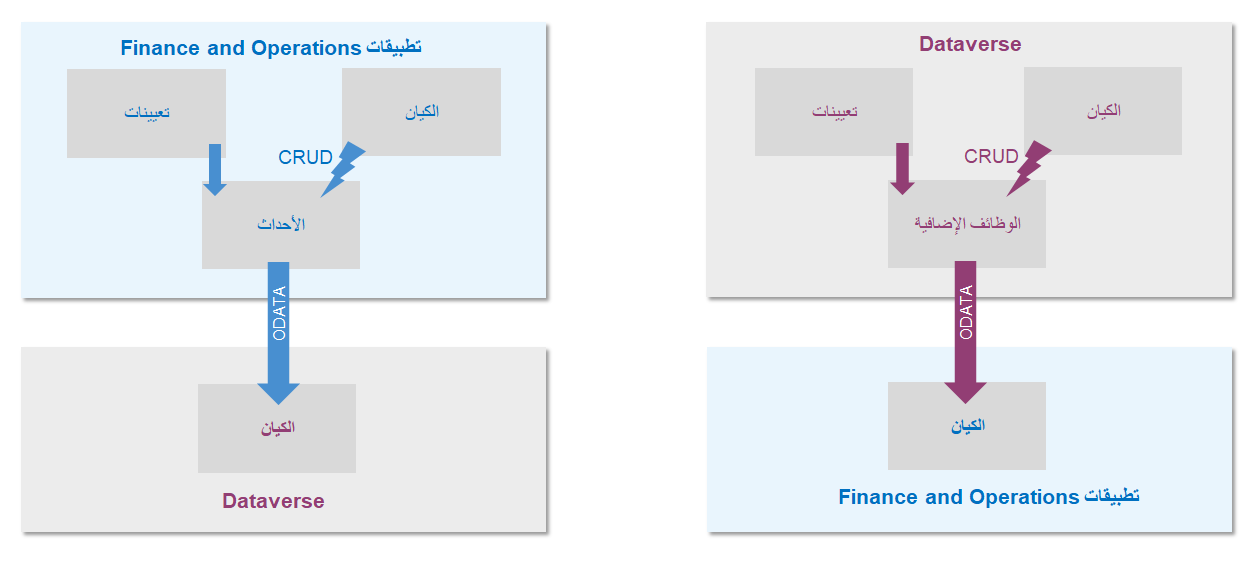 تطبيقات Finance and Operations
تعيينات
الكيان
CRUD
الأحداث
ODATA
الكيان
Dataverse
Dataverse
تعيينات
الكيان
CRUD
الوظائف الإضافية
ODATA
الكيان
تطبيقات Finance and Operations